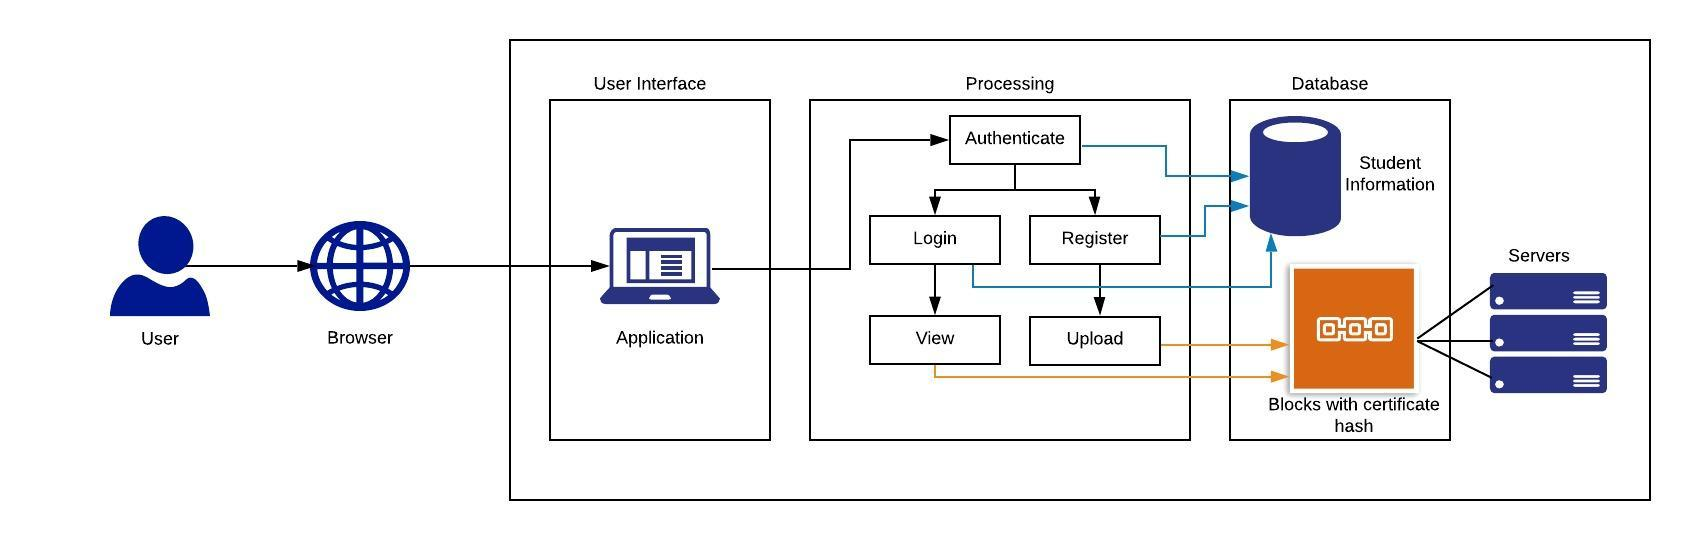 User Interface
Processing
Database
Authenticate
Student
Information
Login
Register
Servers
User
Browser
Application
View
Upload
Blocks with certificate
hash